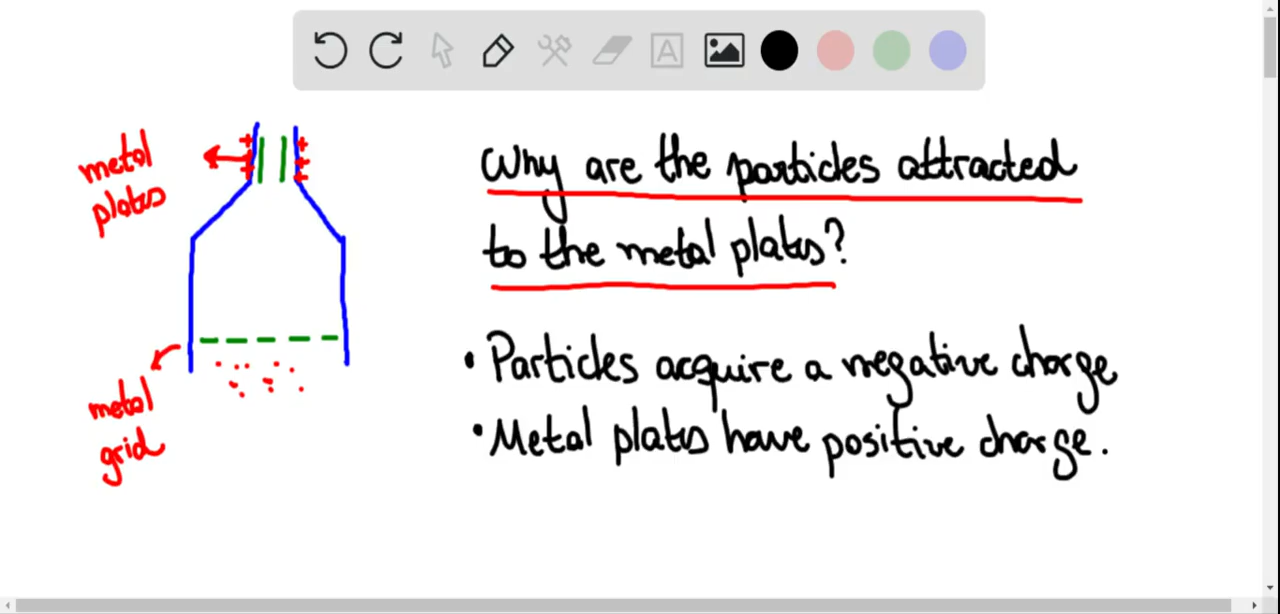 metal
plates
metal
grid
Why are the particles attracted
to the metal plates?
• Particles acquire a negative charge
• Metal plates have positive charge.
A